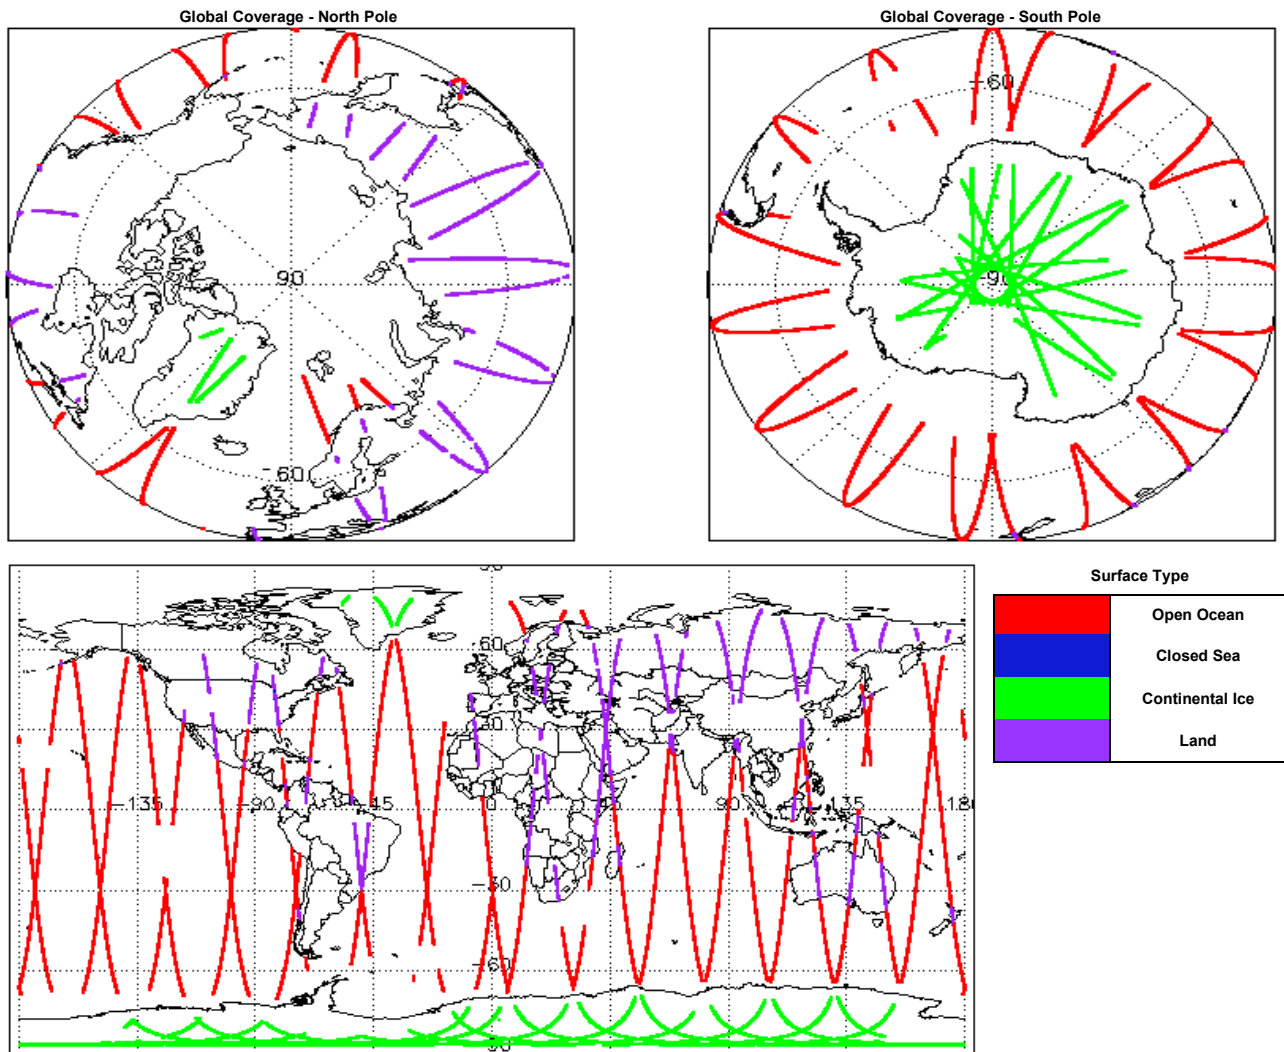 Global Coverage - North Pole
Global Coverage - South Pole
90
60
-60
-90
60
30
-135
-90
-45
0
45
90
135
180
-30
-60
Surface Type
Open Ocean
Closed Sea
Continental Ice
Land